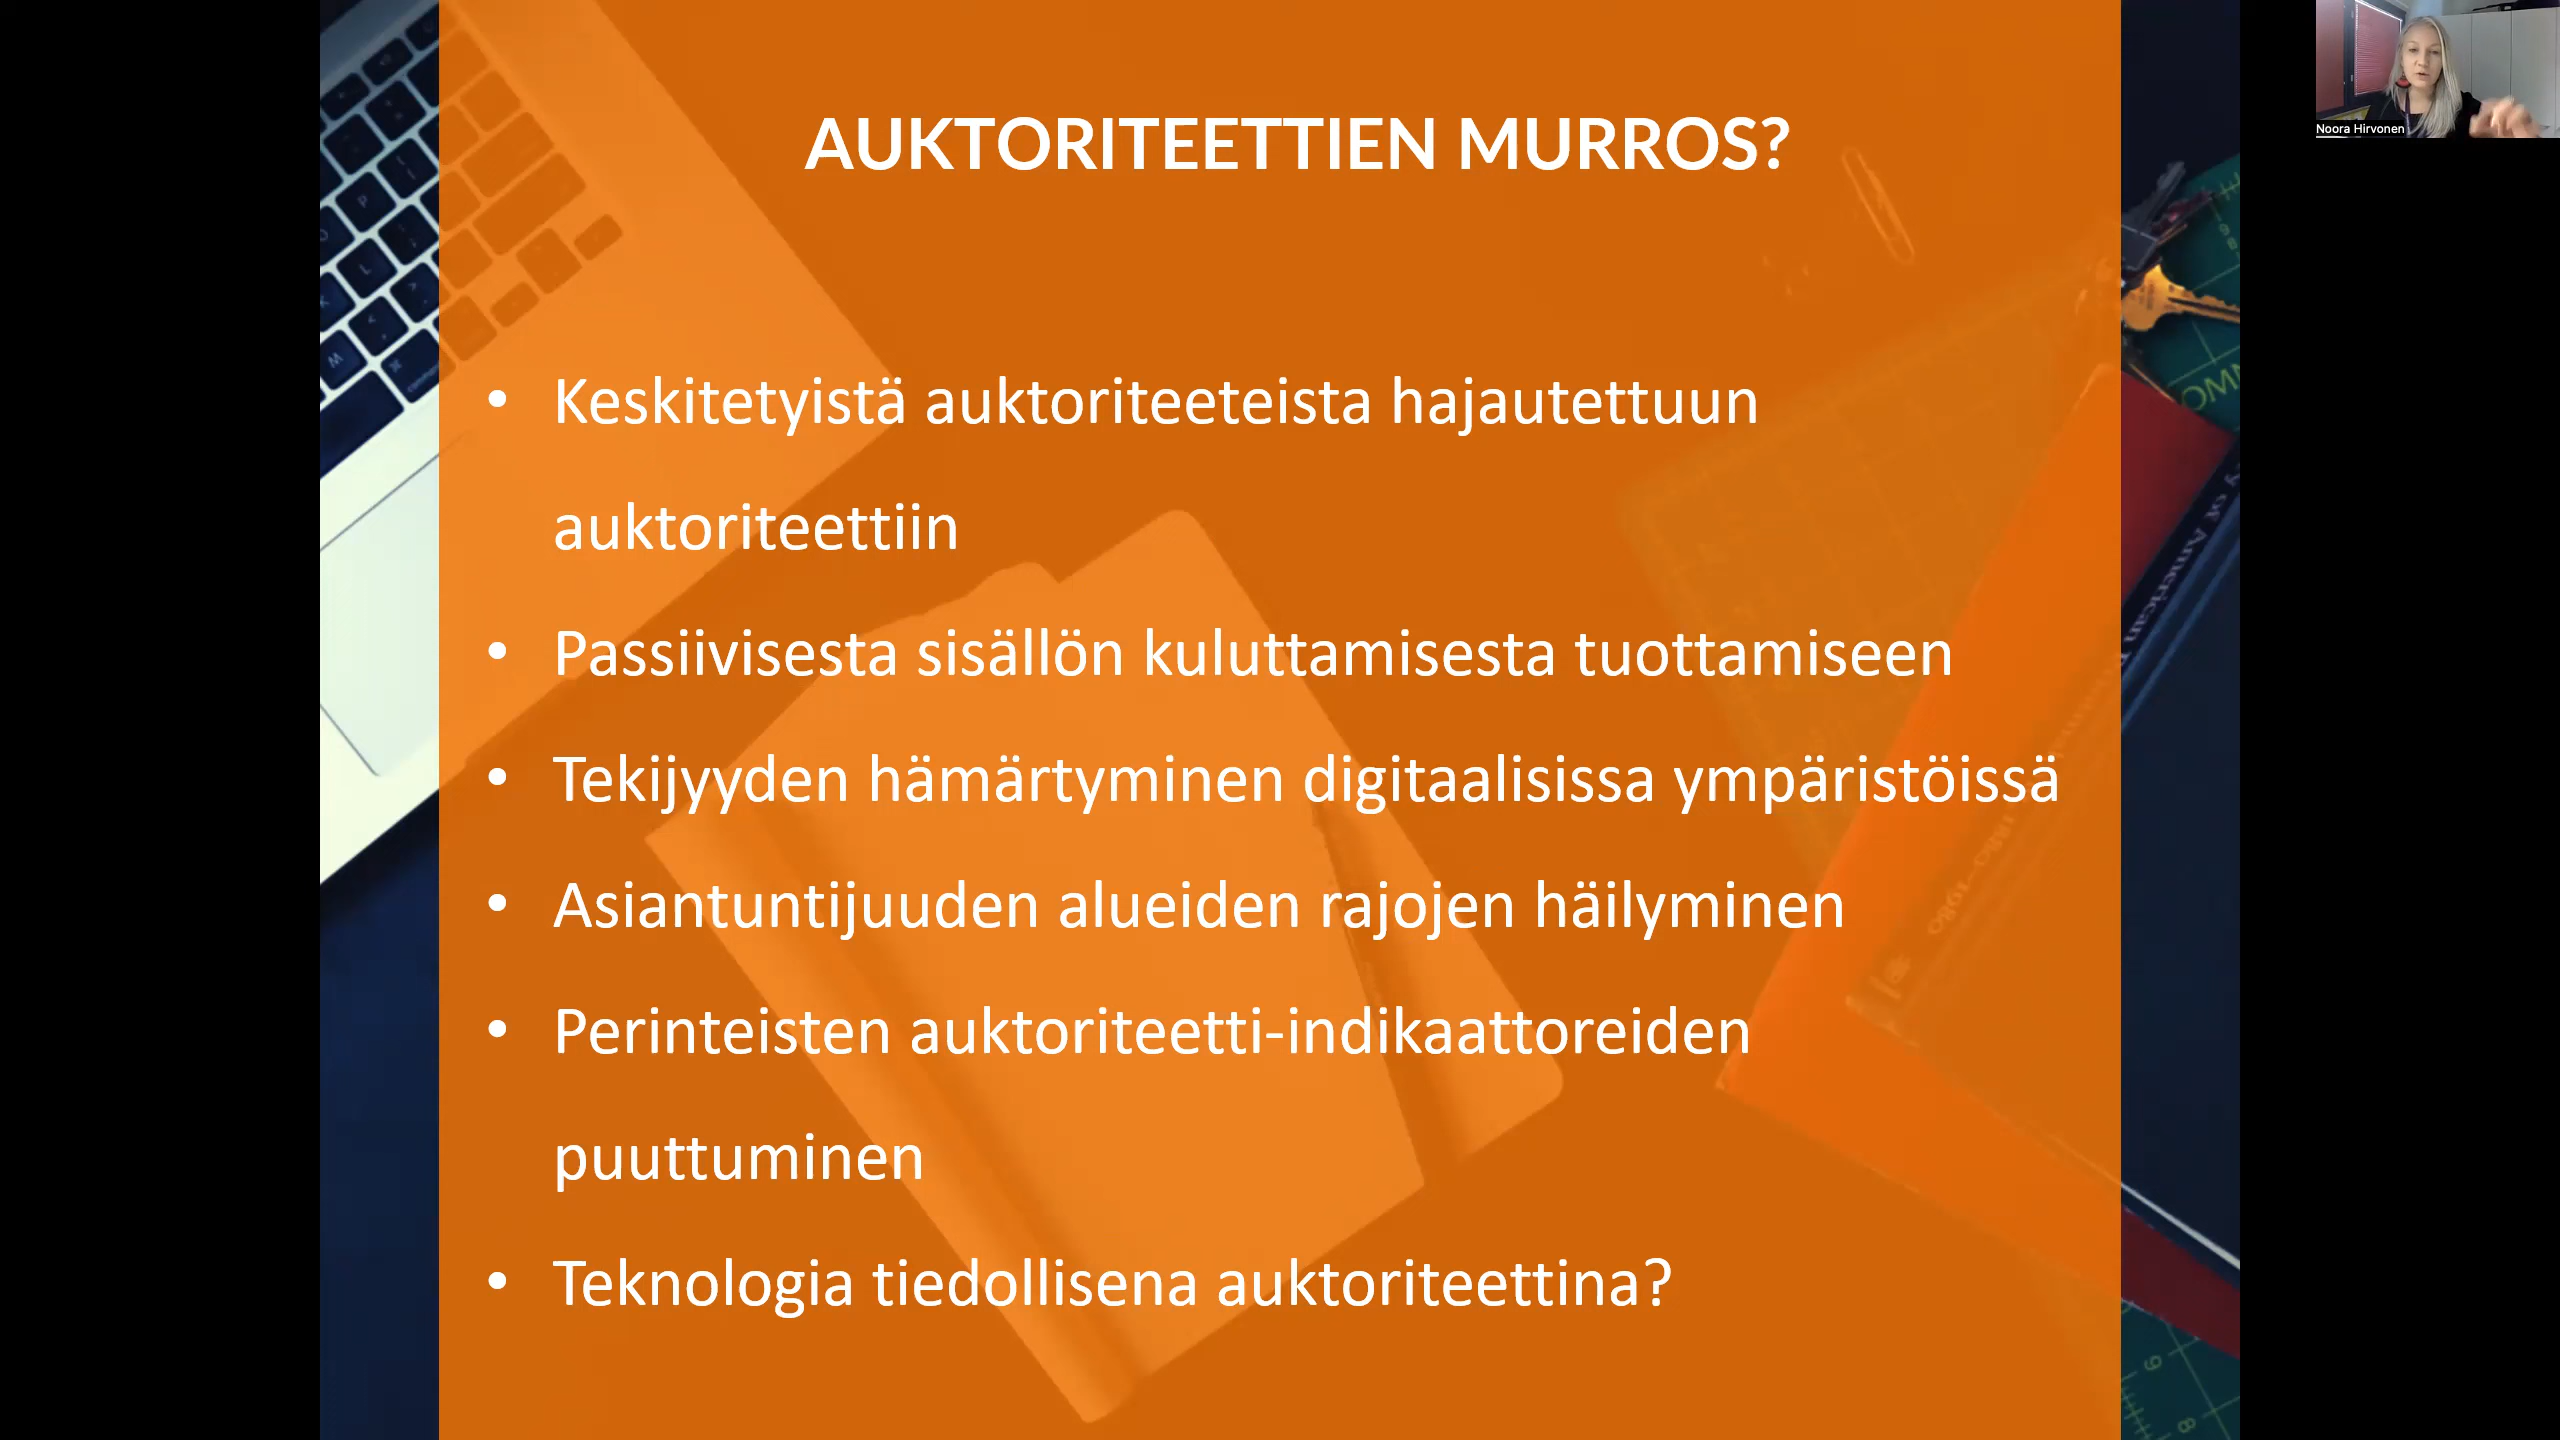 AUKTORITEETTIEN MURROS?
Noora Hirvonen
• Keskitetyistä auktoriteeteista hajautettuun
auktoriteettiin
• Passiivisesta sisällön kuluttamisesta tuottamiseen
• Tekijyyden hämärtyminen digitaalisissa ympäristöissä
• Asiantuntijuuden alueiden rajojen häilyminen
• Perinteisten auktoriteetti-indikaattoreiden
puuttuminen
• Teknologia tiedollisena auktoriteettina?